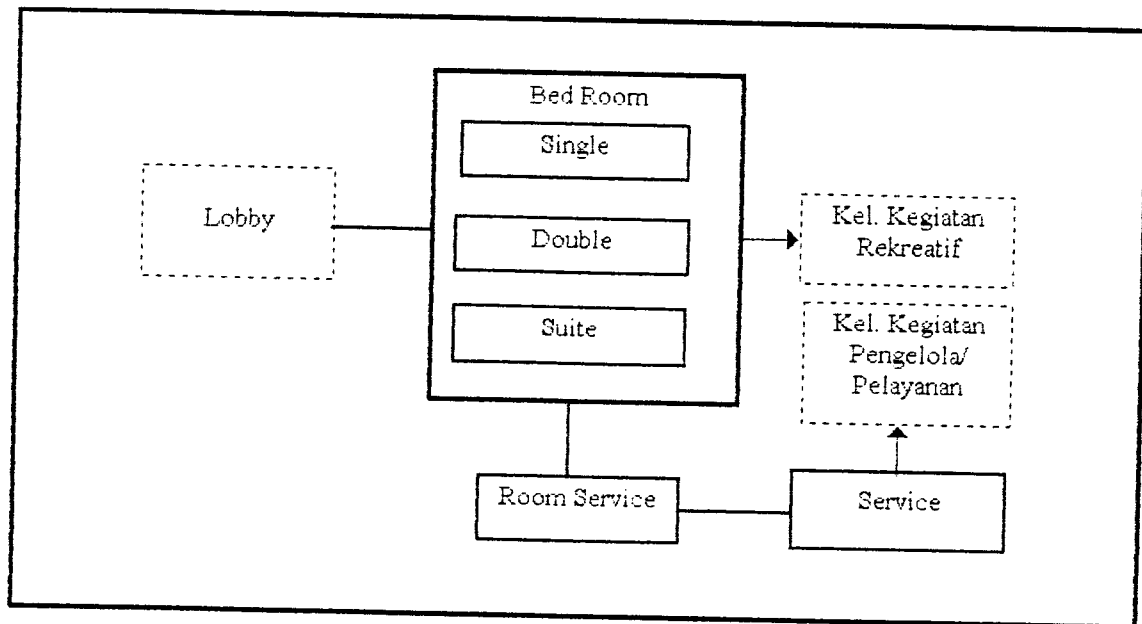 Bed Room
Single
Lobby
Double
Suite
Kel. Kegiatan
Rekreatif
Kel. Kegiatan
Pengelola/
Pelayanan
Room Service
Service